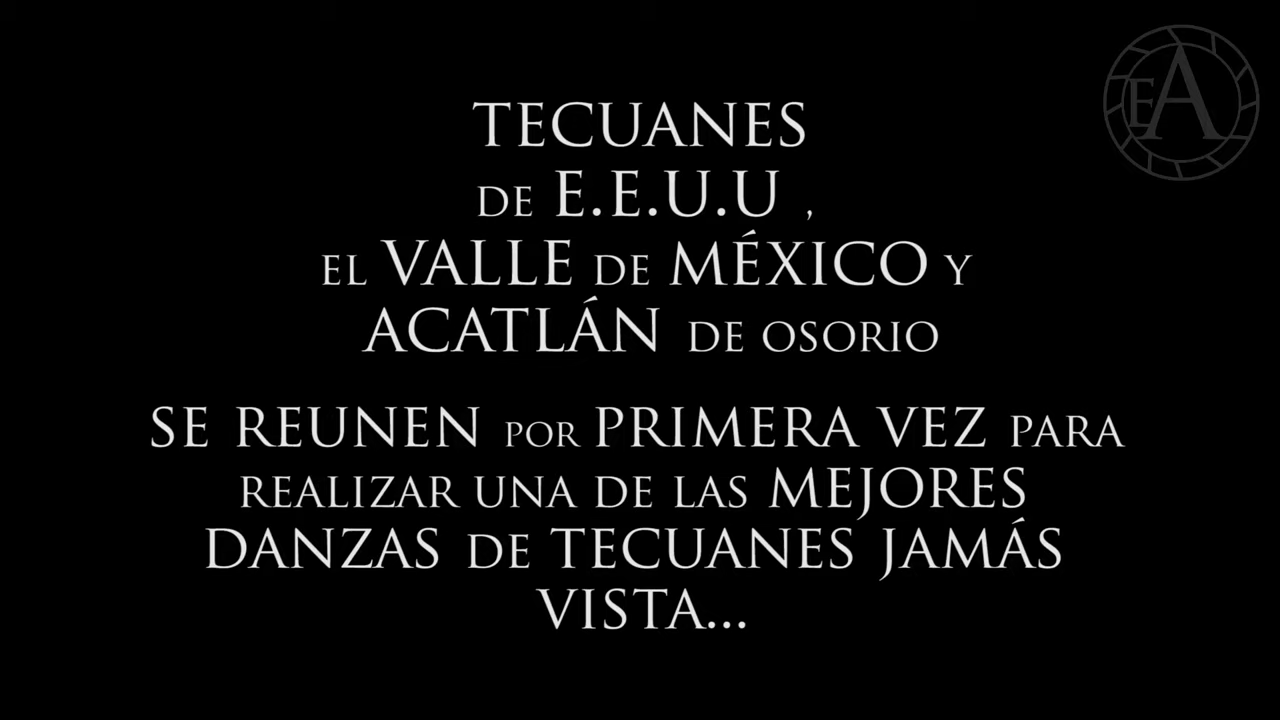 EA
TECUANES
DE E.E.U.U ,
EL VALLE DE MÉXICO Y
ACATLÁN DE OSORIO
SE REUNEN POR PRIMERA VEZ PARA
REALIZAR UNA DE LAS MEJORES
DANZAS DE TECUANES JAMÁS
VISTA...